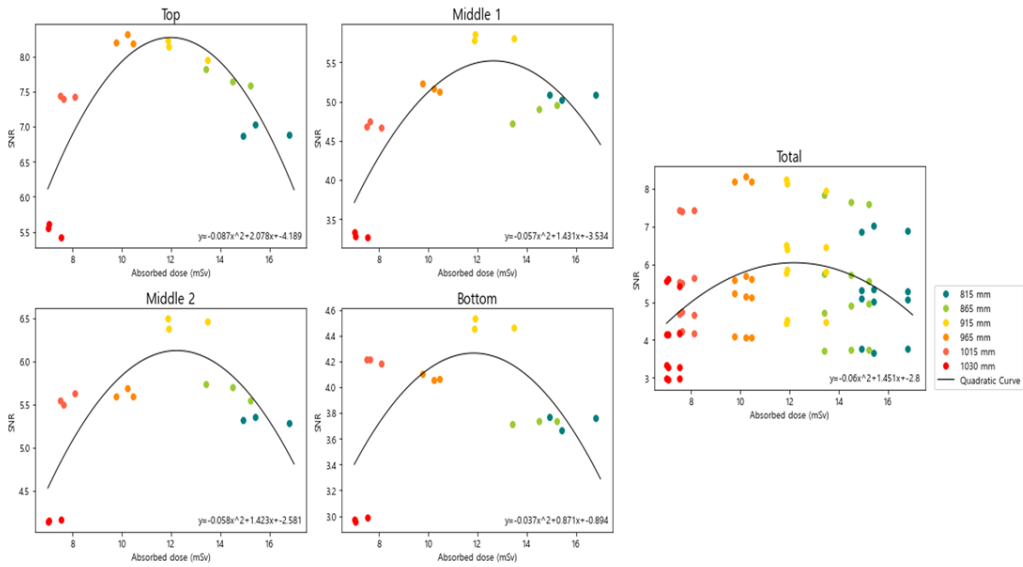 Top
8.0
7.5
7.0
6.5
6.0
5.5
SNR
8
10
12
14
16
Absorbed dose (mSv)
y=-0.087x^2+2.078x+-4.189
Middle 1
5.5
5.0
4.5
4.0
3.5
SNR
8
10
12
14
16
Absorbed dose (mSv)
y=-0.057x^2+1.431x+-3.534
Middle 2
6.5
6.0
5.5
5.0
4.5
SNR
8
10
12
14
16
Absorbed dose (mSv)
y=-0.058x^2+1.423x+-2.581
Bottom
4.6
4.4
4.2
4.0
3.8
3.6
3.4
3.2
3.0
SNR
8
10
12
14
16
Absorbed dose (mSv)
y=-0.037x^2+0.871x+-0.894
Total
8
7
6
5
4
3
SNR
8
10
12
14
16
Absorbed dose (mSv)
y=-0.06x^2+1.451x+-2.8
815 mm
865 mm
915 mm
965 mm
1015 mm
1030 mm
Quadratic Curve